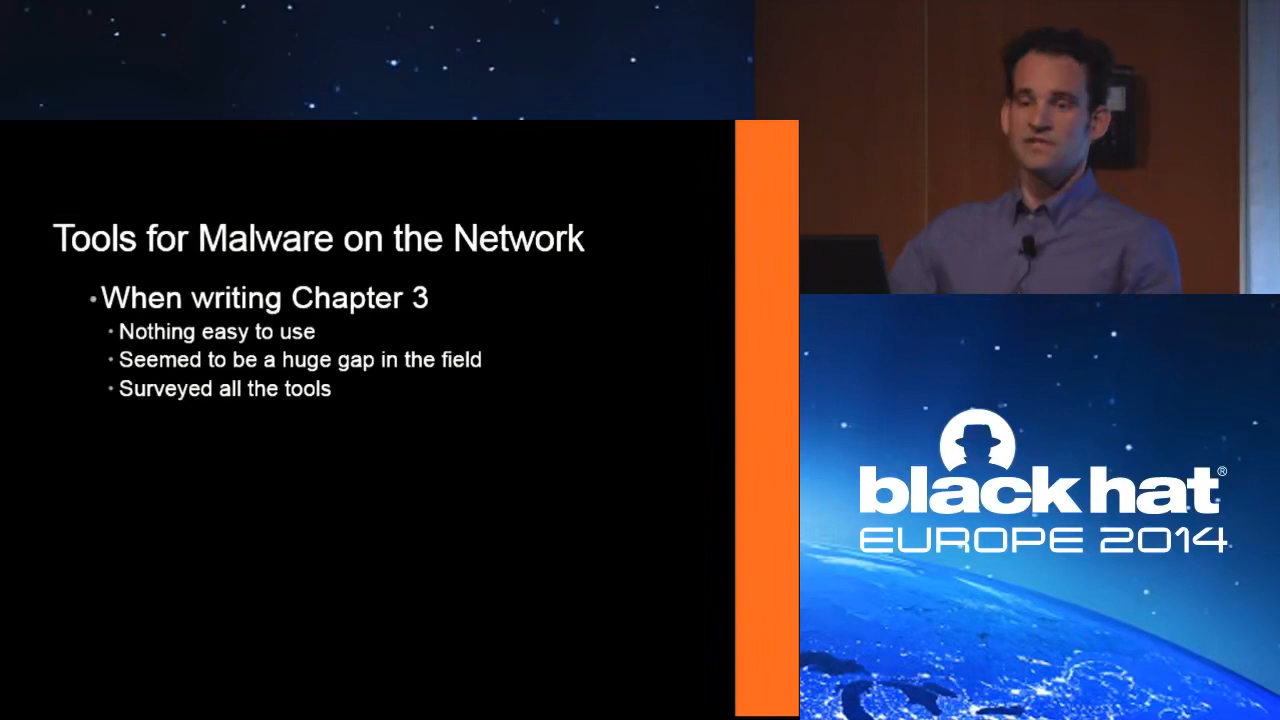 Tools for Malware on the Network
•When writing Chapter 3
• Nothing easy to use
• Seemed to be a huge gap in the field
• Surveyed all the tools
black hat®
EUROPE 2014